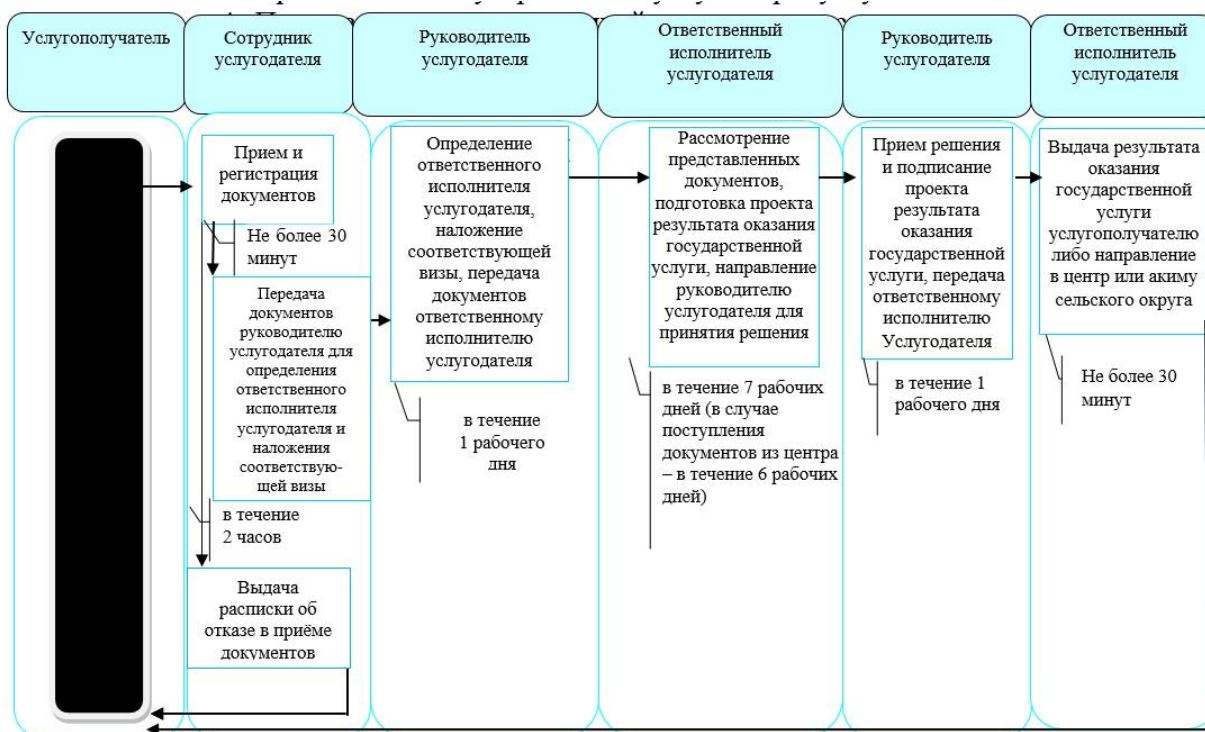 Услугополучатель
Сотрудник
услугодателя
Руководитель
услугодателя
Ответственный
исполнитель
услугодателя
Руководитель
услугодателя
Ответственный
исполнитель
услугодателя
Прием и
регистрация
документов
Не более 30
минут
Передача
документов
руководителю
услугодателя для
определения
ответственного
исполнителя
услугодателя и
наложения
соответствую-
щей визы
в течение
2 часов
Выдача
расписки об
отказе в приёме
документов
Определение
ответственного
исполнителя
услугодателя,
наложение
соответствующей
визы, передача
документов
ответственному
исполнителю
услугодателя
в течение
1 рабочего
дня
Рассмотрение
представленных
документов,
подготовка проекта
результата оказания
государственной
услуги, направление
руководителю
услугодателя для
принятия решения
в течение 7 рабочих
дней (в случае
поступления
документов из центра
– в течение 6 рабочих
дней)
Прием решения
и подписание
проекта
результата
оказания
государственной
услуги, передача
ответственному
исполнителю
Услугодателя
в течение 1
рабочего дня
Выдача результата
оказания
государственной
услуги
услугополучателю
либо направление
в центр или акиму
сельского округа
Не более 30
минут